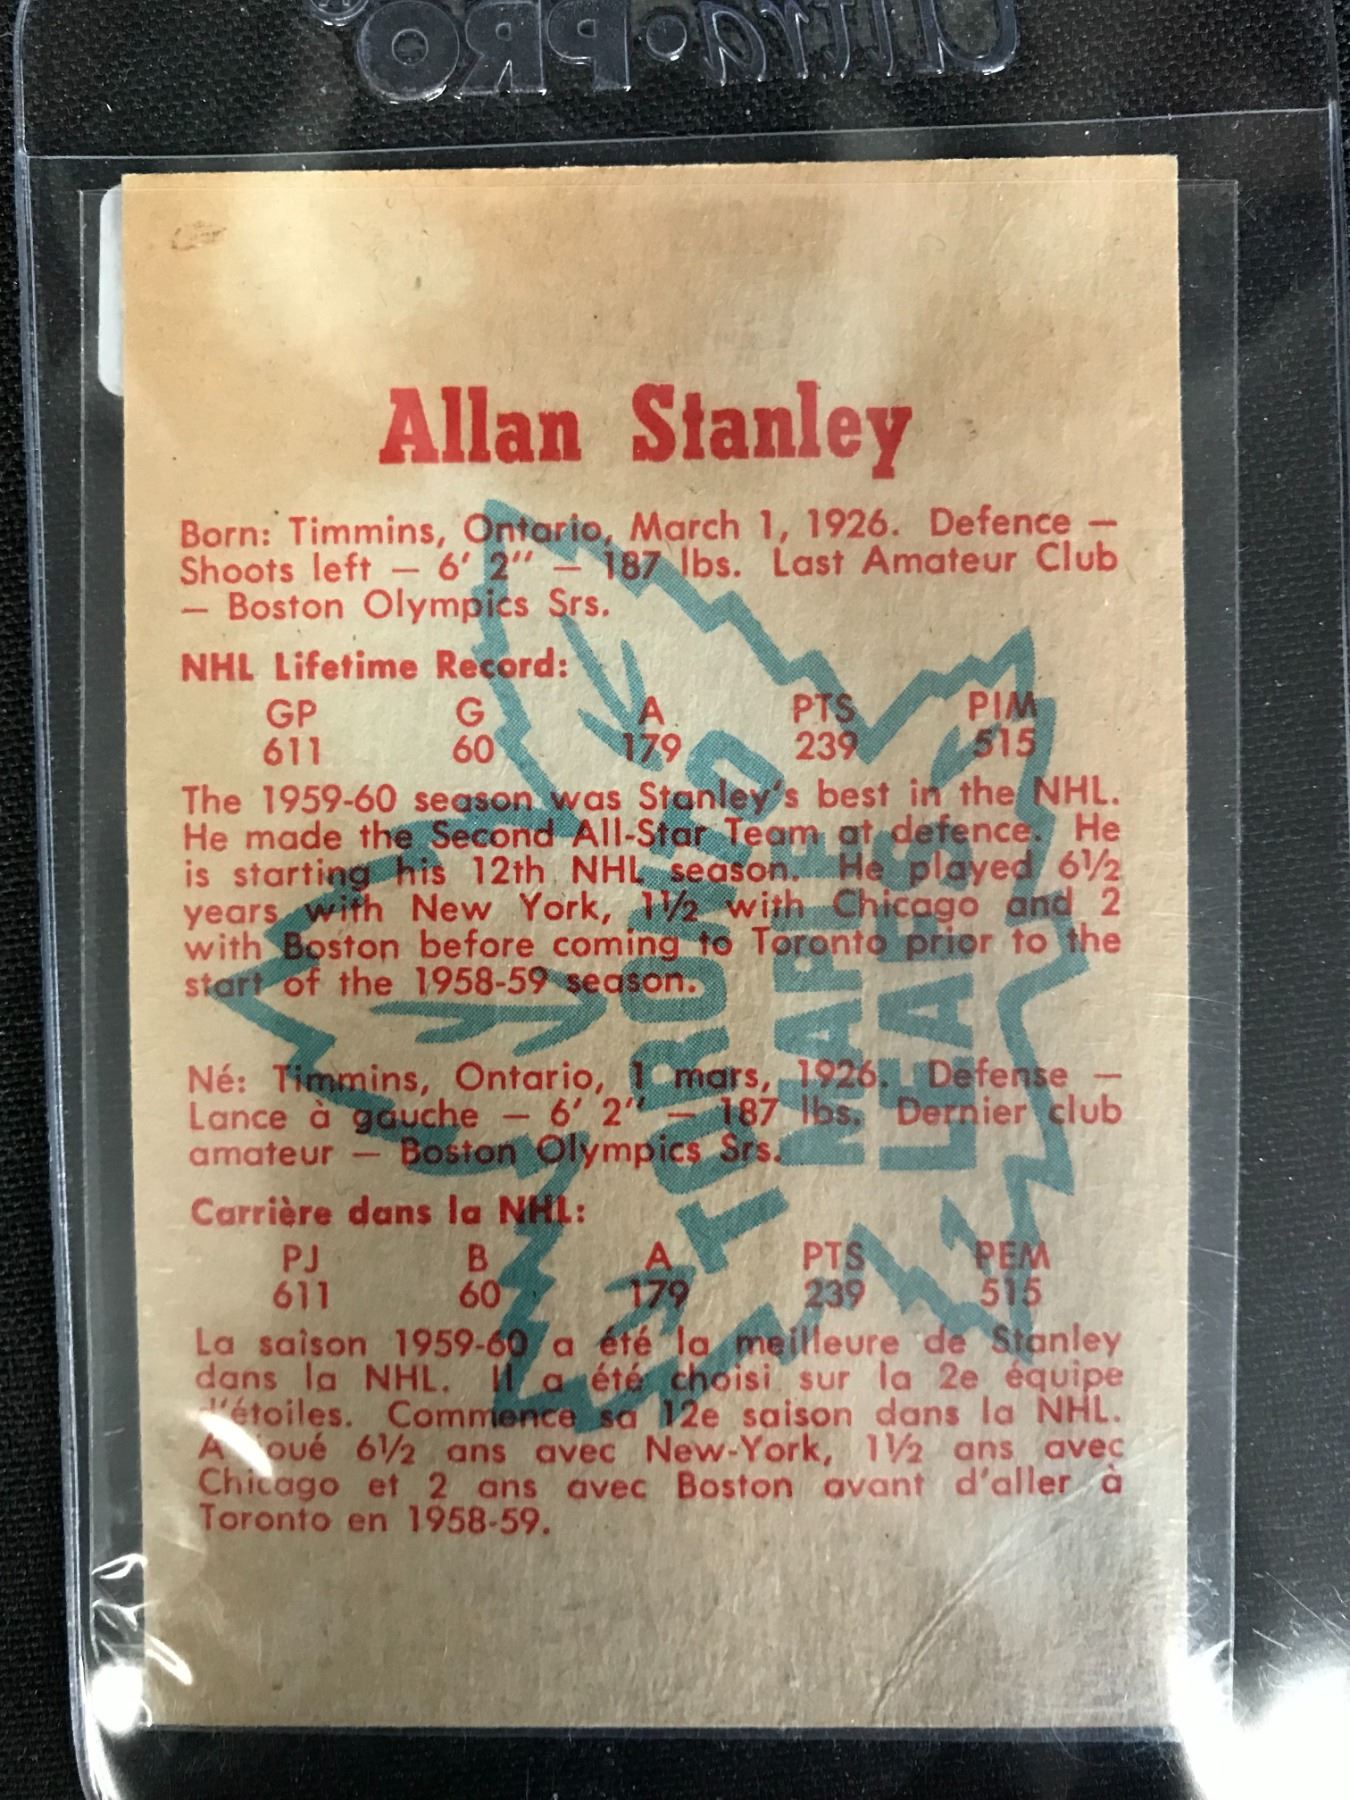 Ultra·PRO®
Allan Stanley
Born: Timmins, Ontario, March 1, 1926. Defence —
Shoots left — 6' 2'' — 187 lbs. Last Amateur Club
— Boston Olympics Srs.
NHL Lifetime Record:
GP G A PTS PIM
611 60 179 239 515
The 1959-60 season was Stanley's best in the NHL.
He made the Second All-Star Team at defence. He
is starting his 12th NHL season. He played 6½
years with New York, 1½ with Chicago and 2
with Boston before coming to Toronto prior to the
start of the 1958-59 season.
Né: Timmins, Ontario, 1 mars, 1926. Defense —
Lance à gauche — 6' 2'' — 187 lbs. Dernier club
amateur — Boston Olympics Srs.
Carrière dans la NHL:
PJ B A PTS PEM
611 60 179 239 515
La saison 1959-60 a été la meilleure de Stanley
dans la NHL. Il a été choisi sur la 2e équipe
d'étoiles. Commence sa 12e saison dans la NHL.
A joué 6½ ans avec New-York, 1½ ans avec
Chicago et 2 ans avec Boston avant d'aller à
Toronto en 1958-59.
TORONTO
MAPLE
LEAFS